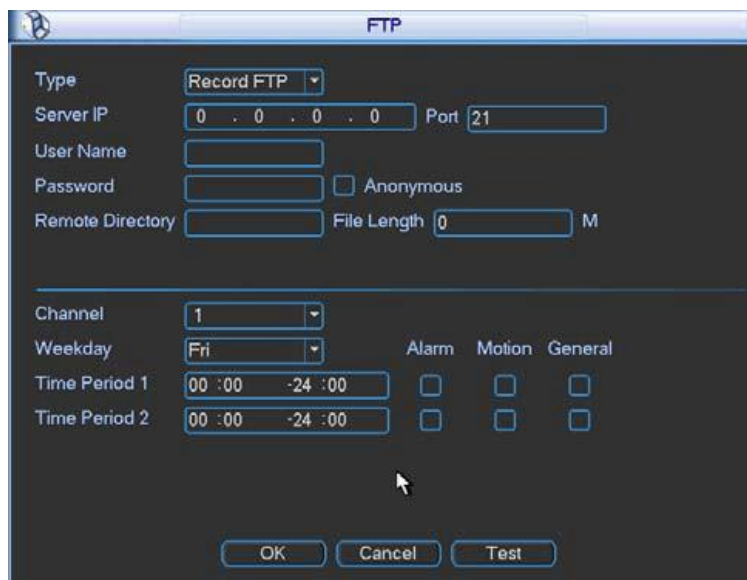 FTP
Type Record FTP
Server IP 0 . 0 . 0 . 0 Port 21
User Name
Password Anonymous
Remote Directory File Length 0 M
Channel 1
Weekday Fri Alarm Motion General
Time Period 1 00 :00 -24 :00
Time Period 2 00 :00 -24 :00
OK Cancel Test